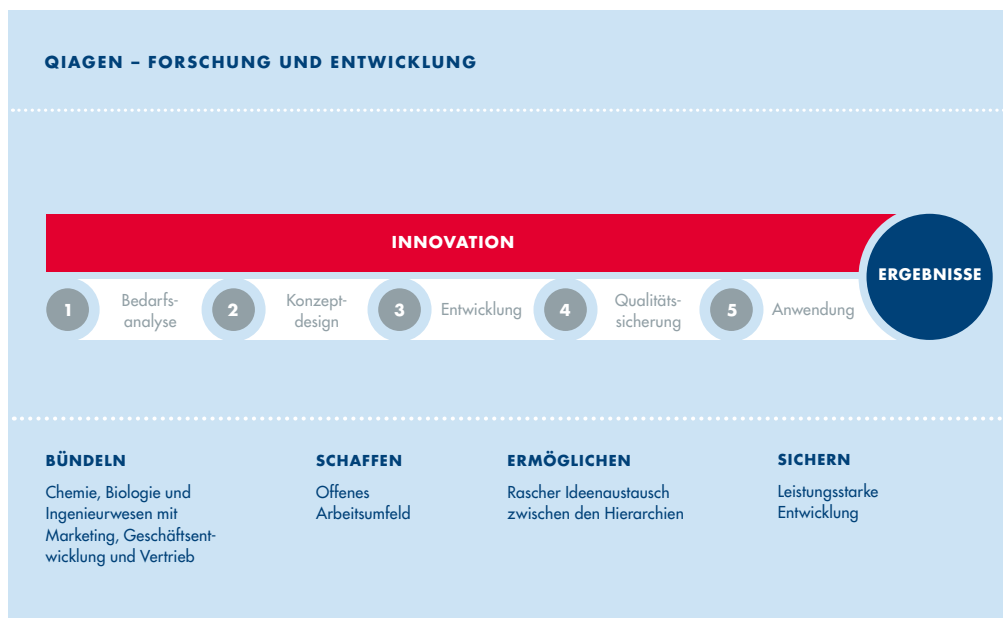 QIAGEN – FORSCHUNG UND ENTWICKLUNG
INNOVATION
ERGEBNISSE
1
Bedarfs-
analyse
2
Konzept-
design
3
Entwicklung
4
Qualitäts-
sicherung
5
Anwendung
BÜNDELN
Chemie, Biologie und
Ingenieurwesen mit
Marketing, Geschäftsent-
wicklung und Vertrieb
SCHAFFEN
Offenes
Arbeitsumfeld
ERMÖGLICHEN
Rascher Ideenaustausch
zwischen den Hierarchien
SICHERN
Leistungsstarke
Entwicklung